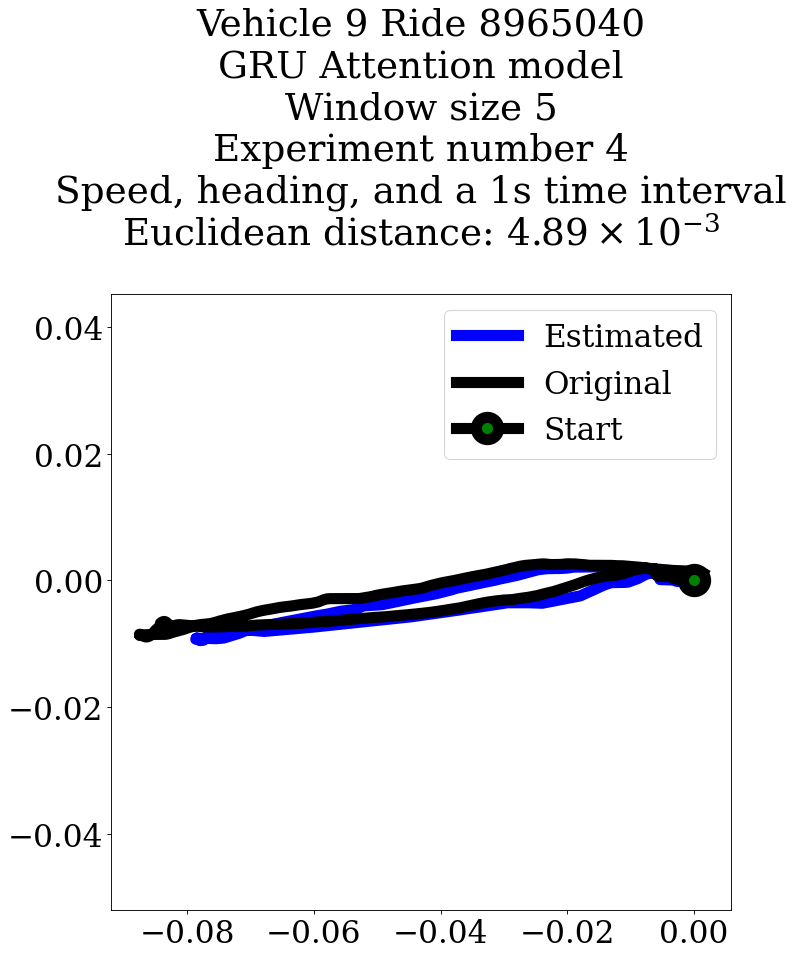 Vehicle 9 Ride 8965040
GRU Attention model
Window size 5
Experiment number 4
Speed, heading, and a 1s time interval
Euclidean distance: 4.89 × 10⁻³
Estimated
Original
Start
0.04
0.02
0.00
−0.02
−0.04
−0.08 −0.06 −0.04 −0.02 0.00